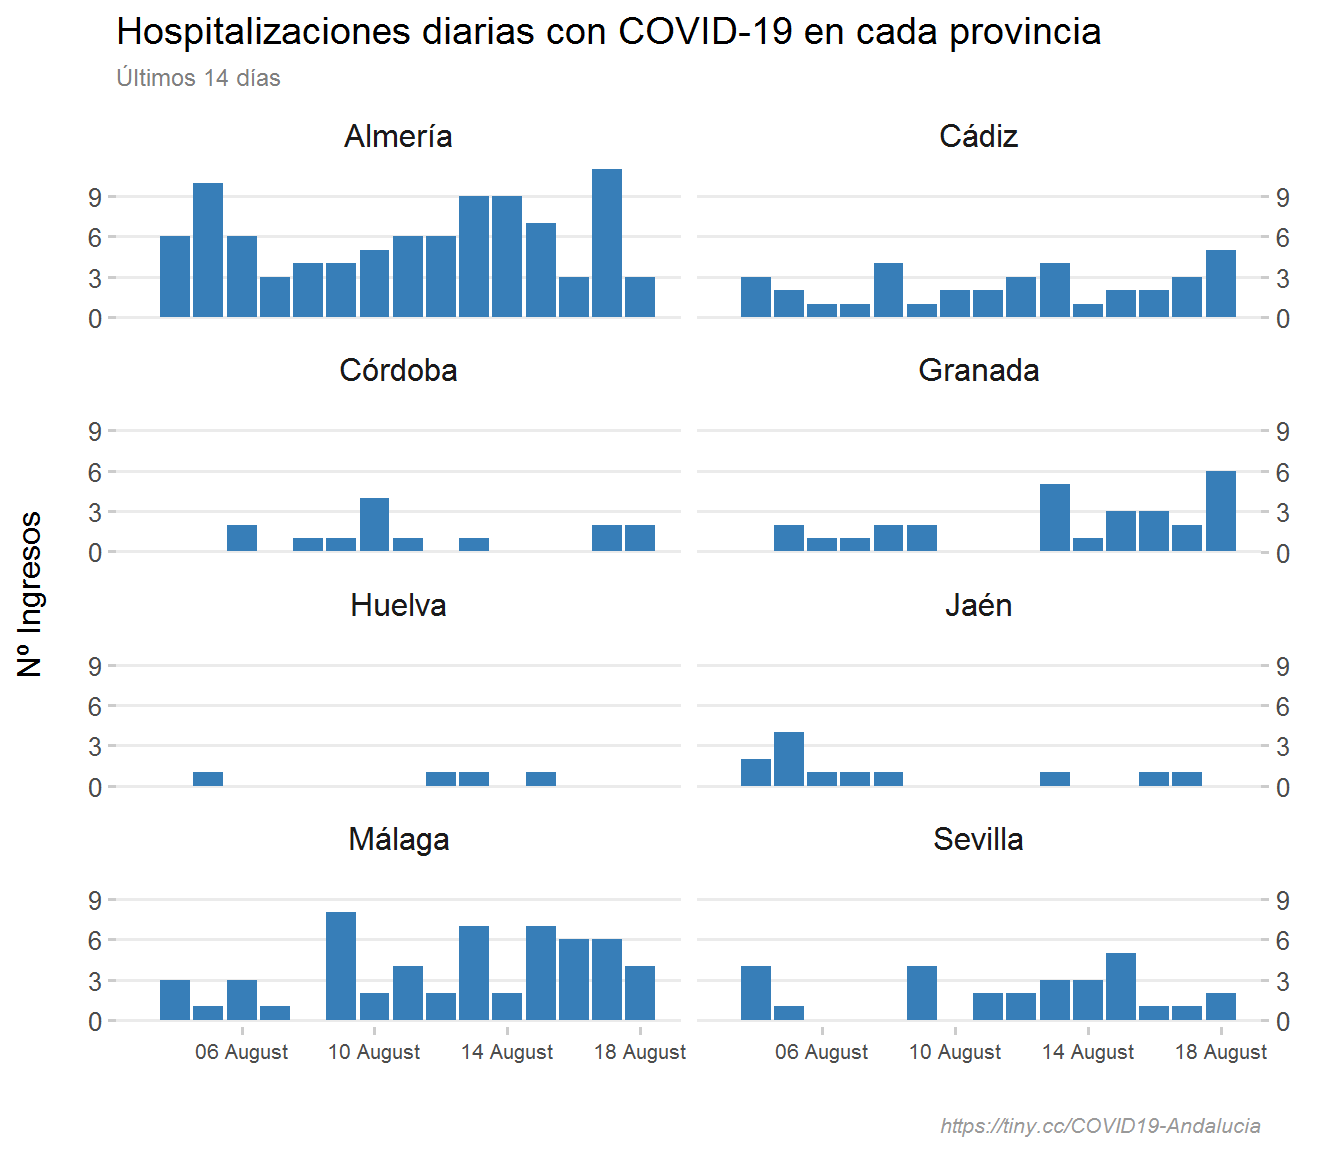 Hospitalizaciones diarias con COVID-19 en cada provincia
Últimos 14 días
Almería
Cádiz
9
6
3
0
9
6
3
0
Córdoba
Granada
9
6
3
0
9
6
3
0
Nº Ingresos
Huelva
Jaén
9
6
3
0
9
6
3
0
Málaga
Sevilla
9
6
3
0
9
6
3
0
06 August 10 August 14 August 18 August
06 August 10 August 14 August 18 August
https://tiny.cc/COVID19-Andalucia